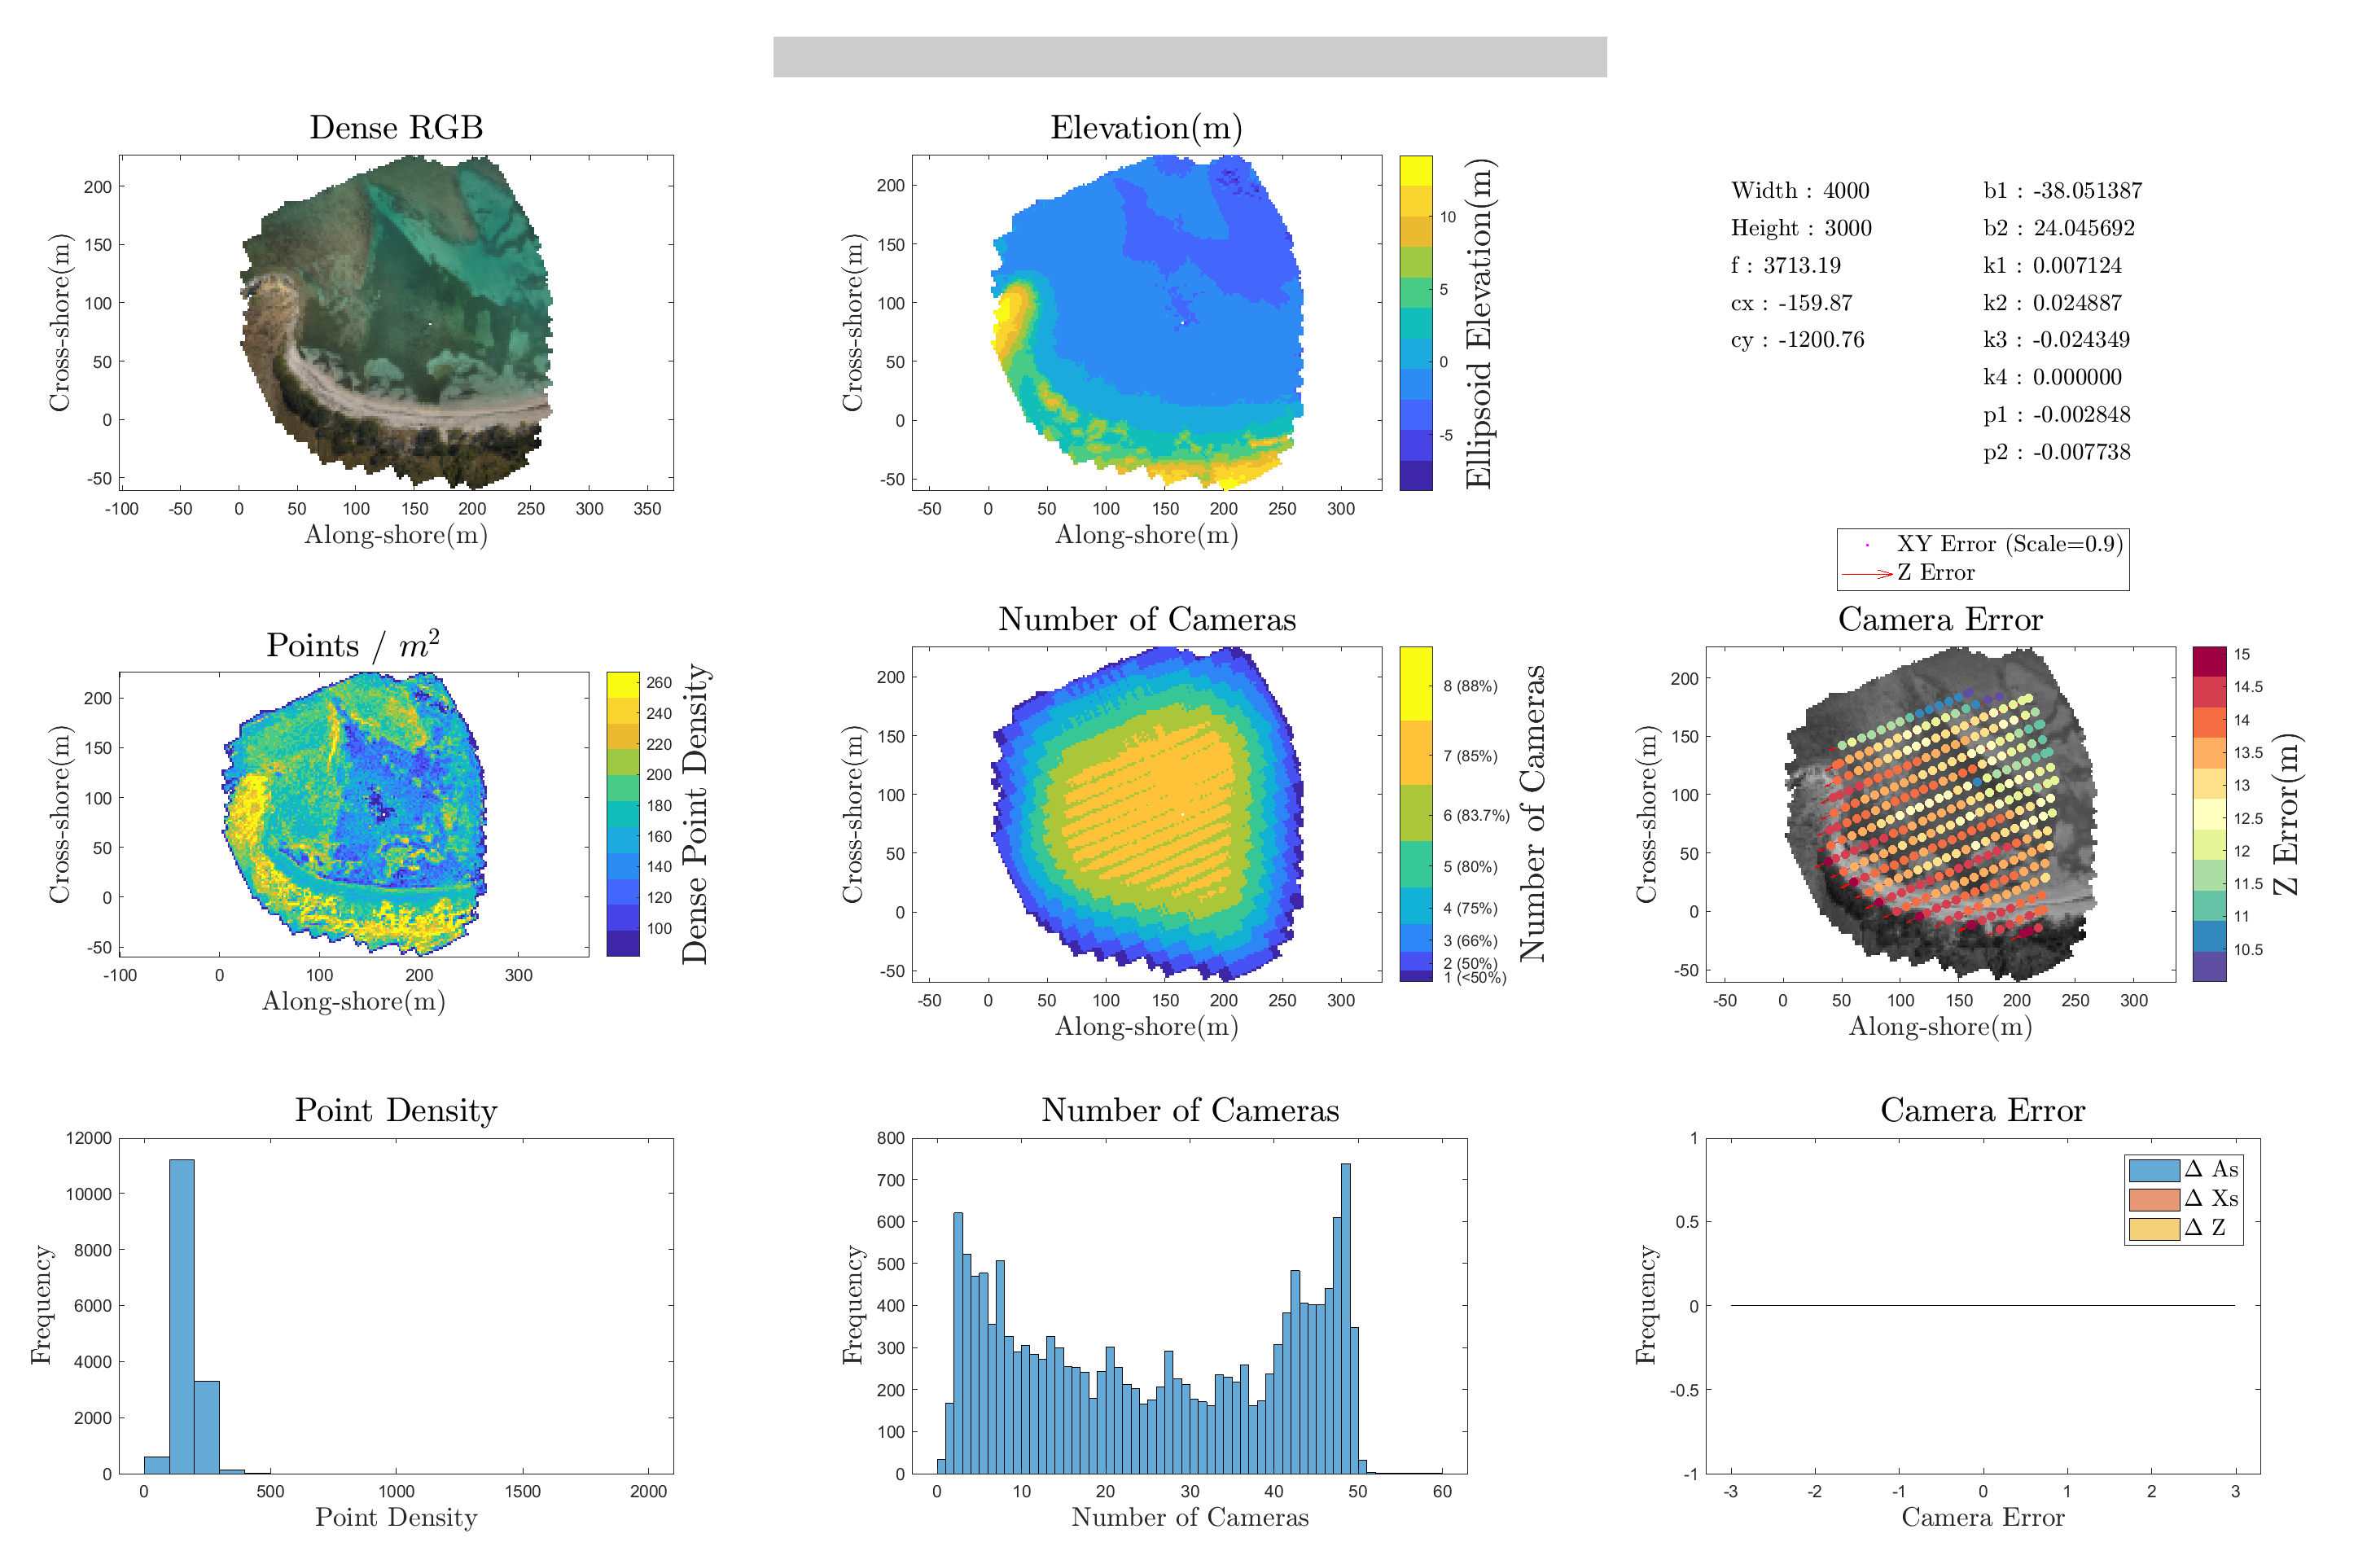 Dense RGB
200
150
100
50
0
-50
Cross-shore(m)
-100 -50 0 50 100 150 200 250 300 350
Along-shore(m)
Elevation(m)
200
150
100
50
0
-50
Cross-shore(m)
-50 0 50 100 150 200 250 300
Along-shore(m)
10
5
0
-5
Ellipsoid Elevation(m)
Width : 4000
Height : 3000
f : 3713.19
cx : -159.87
cy : -1200.76
b1 : -38.051387
b2 : 24.045692
k1 : 0.007124
k2 : 0.024887
k3 : -0.024349
k4 : 0.000000
p1 : -0.002848
p2 : -0.007738
Points / m2
200
150
100
50
0
-50
Cross-shore(m)
-100 0 100 200 300
Along-shore(m)
260
240
220
200
180
160
140
120
100
Dense Point Density
Number of Cameras
200
150
100
50
0
-50
Cross-shore(m)
-50 0 50 100 150 200 250 300
Along-shore(m)
8 (88%)
7 (85%)
6 (83.7%)
5 (80%)
4 (75%)
3 (66%)
2 (50%)
1 (<50%)
Number of Cameras
XY Error (Scale=0.9)
Z Error
Camera Error
200
150
100
50
0
-50
Cross-shore(m)
-50 0 50 100 150 200 250 300
Along-shore(m)
15
14.5
14
13.5
13
12.5
12
11.5
11
10.5
Z Error(m)
Point Density
12000
10000
8000
6000
4000
2000
0
Frequency
0 500 1000 1500 2000
Point Density
Number of Cameras
800
700
600
500
400
300
200
100
0
Frequency
0 10 20 30 40 50 60
Number of Cameras
Camera Error
1
0.5
0
-0.5
-1
Frequency
Δ As
Δ Xs
Δ Z
-3 -2 -1 0 1 2 3
Camera Error